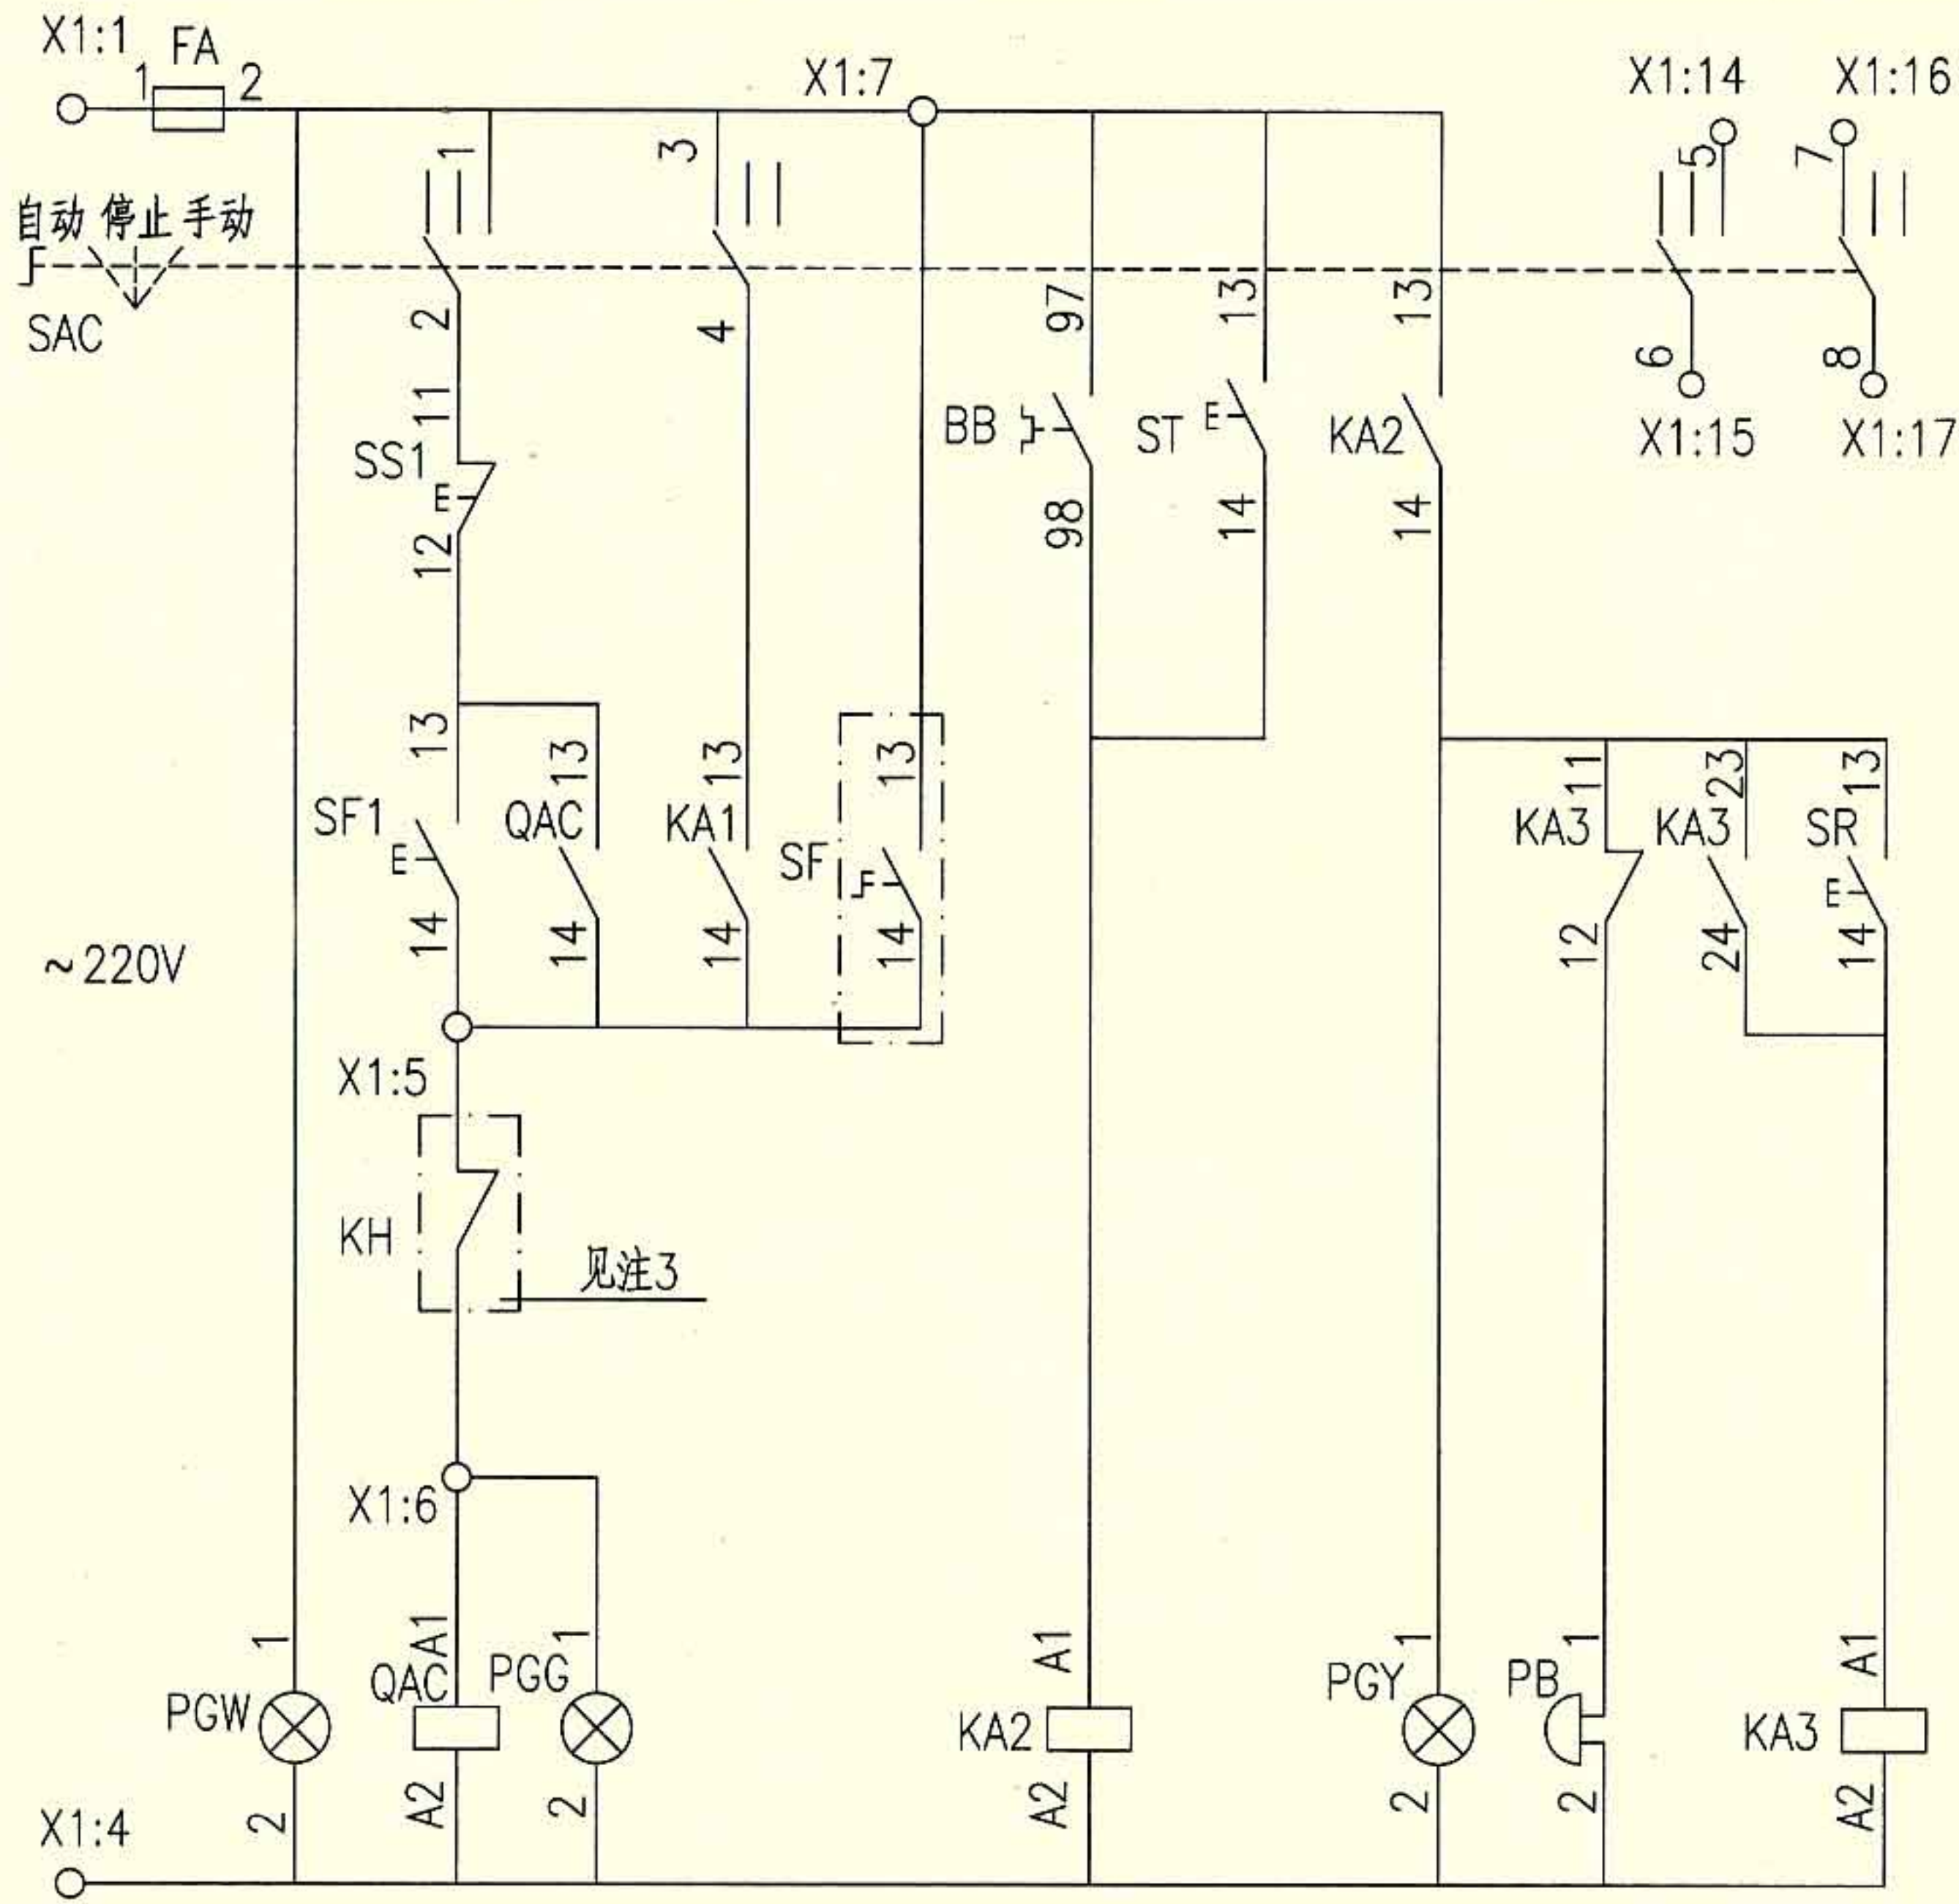 X1:1
FA
1
2
X1:7
X1:14
X1:16
1
3
5
7
自动 停止 手动
SAC
2
4
97
13
13
6
8
X1:15
X1:17
11
SS1
E
12
BB
98
ST
E
14
KA2
14
13
SF1
E
14
13
QAC
14
13
KA1
14
13
SF
14
11
KA3
12
23
KA3
24
13
SR
E
14
~220V
X1:5
KH
见注3
X1:6
1
PGW
2
A1
QAC
A2
1
PGG
2
A1
KA2
A2
1
PGY
2
1
PB
2
A1
KA3
A2
X1:4